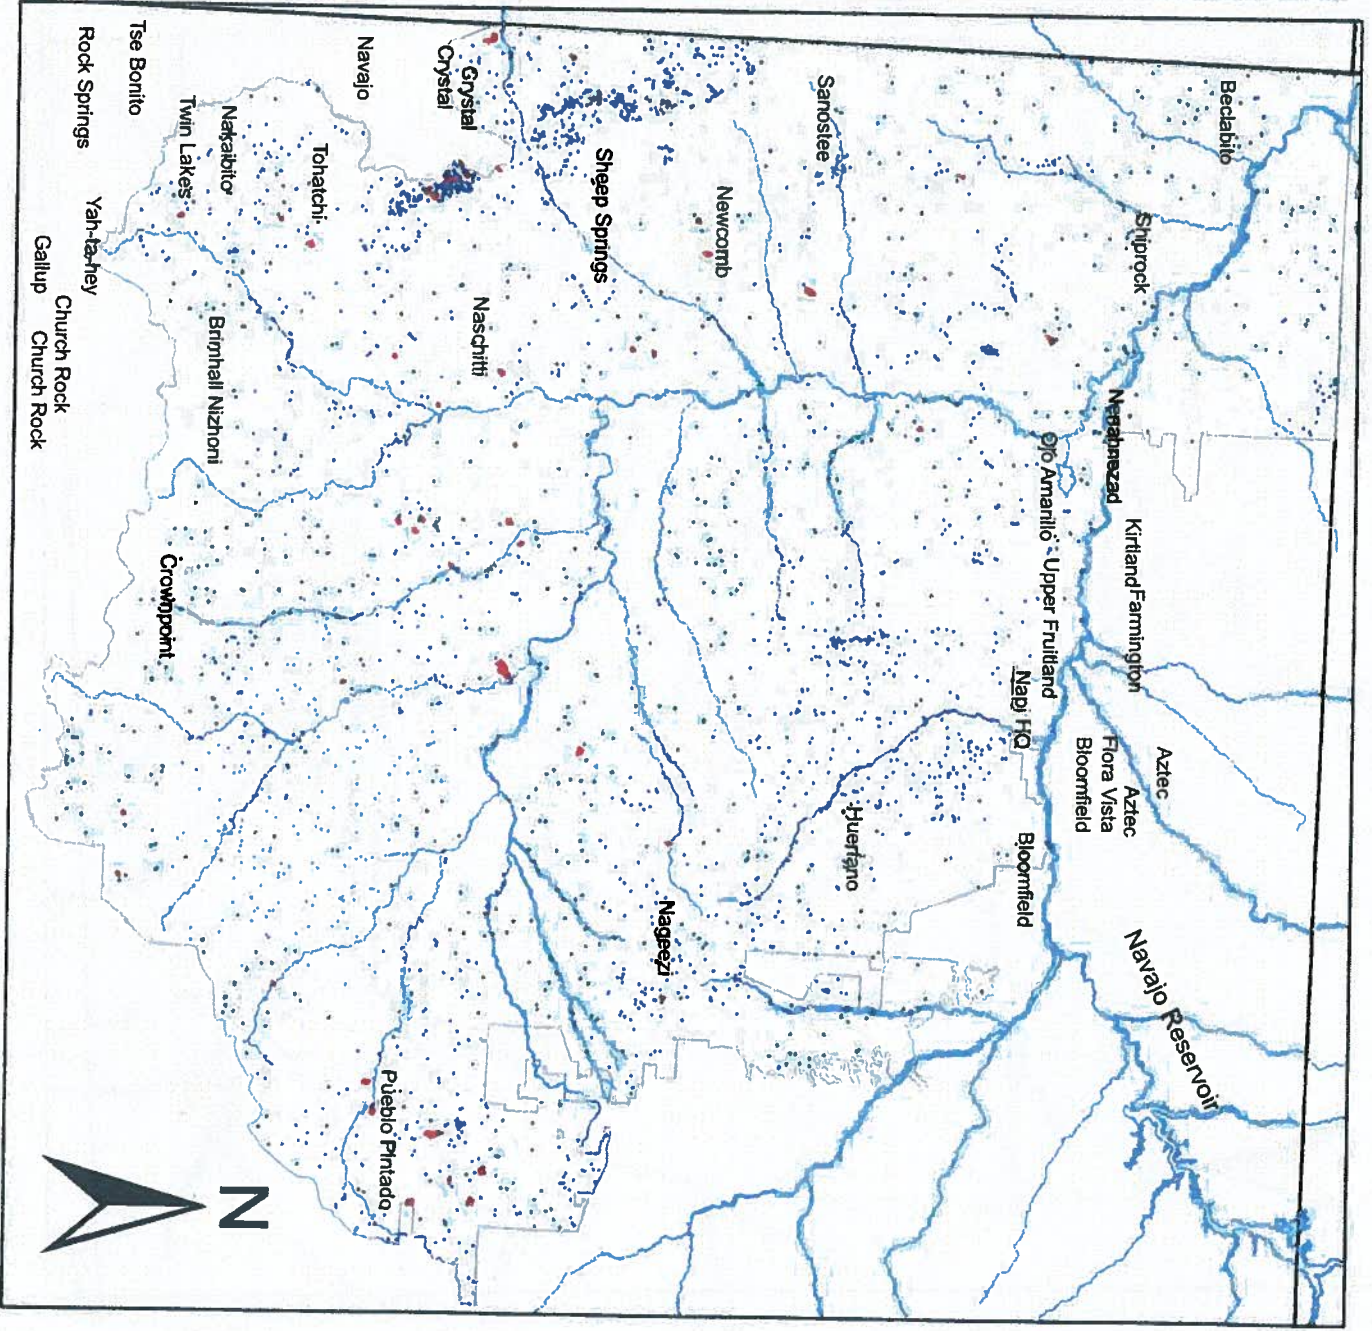 Beclabito
Shiprock
Sanostee
Newcomb
Sheep Springs
Crystal
Crystal
Navajo
Tohatchi
Nakaibito
Twin Lakes
Tse Bonito
Rock Springs
Yah-ta-hey
Gallup
Church Rock
Church Rock
Brimhall Nizhoni
Naschitti
Nenahnezad
Ojo Amarillo
Upper Fruitland
Kirtland
Farmington
Napi HQ
Aztec
Aztec
Flora Vista
Bloomfield
Bloomfield
Huerfano
Nageezi
Navajo Reservoir
Crownpoint
Pueblo Pintado
N